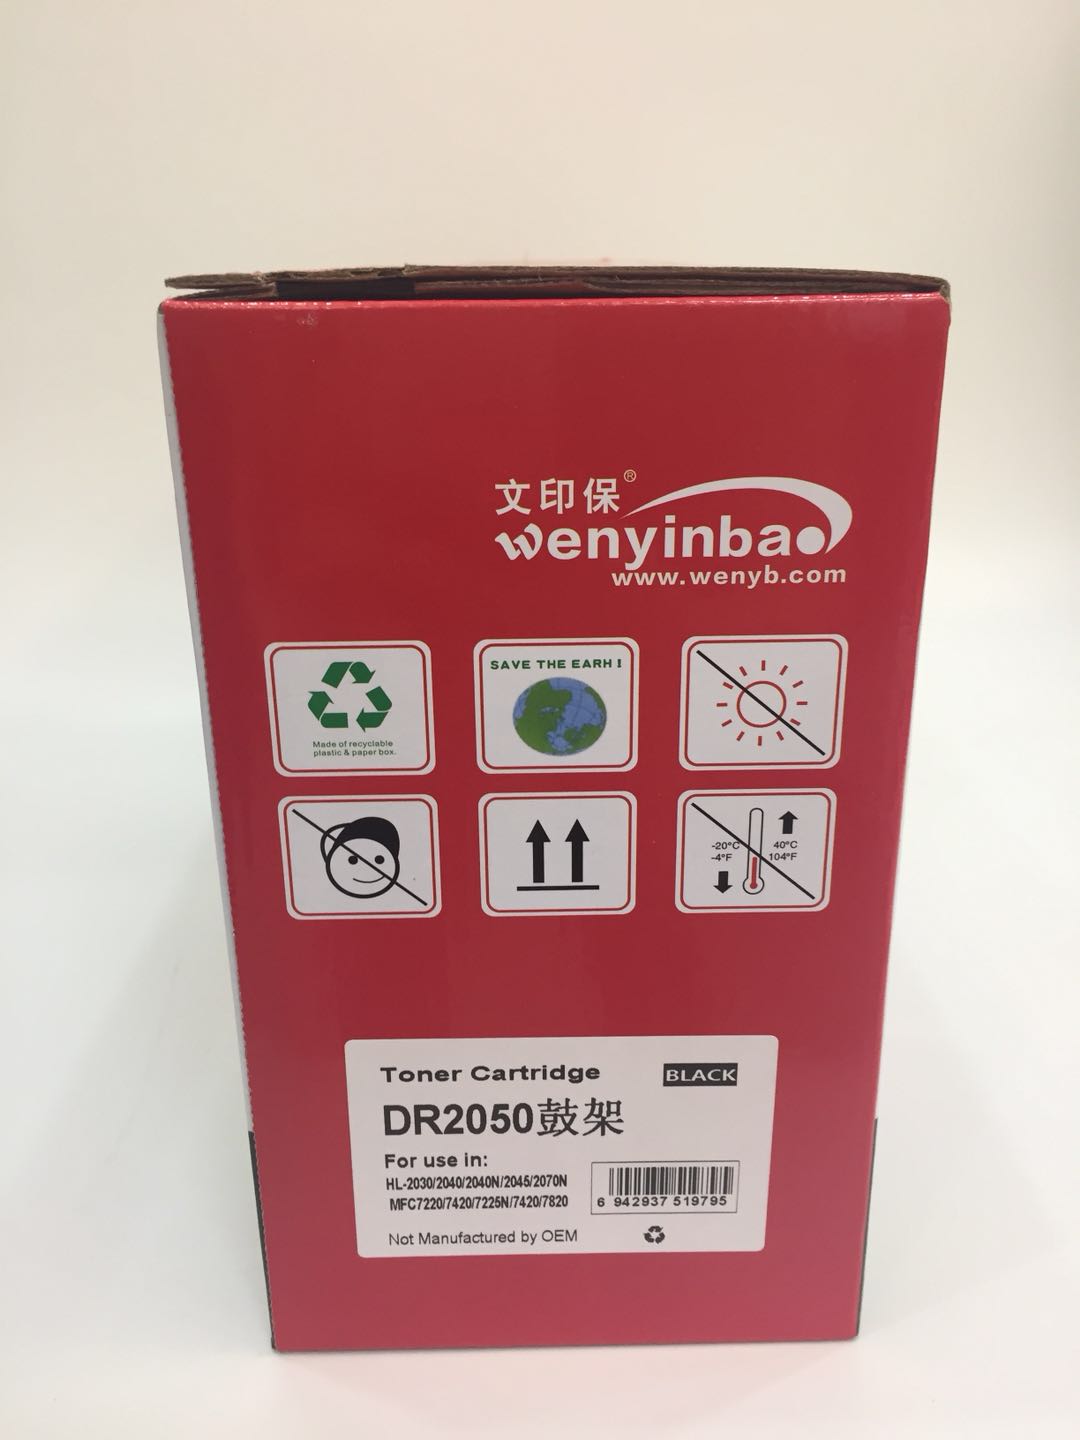 文印保®
wenyinbao
www.wenyb.com
Made of recyclable
plastic & paper box.
SAVE THE EARH!
-20°C
-4°F
40°C
104°F
Toner Cartridge
BLACK
DR2050鼓架
For use in:
HL-2030/2040/2040N/2045/2070N
MFC7220/7420/7225N/7420/7820
6 942937 519795
Not Manufactured by OEM